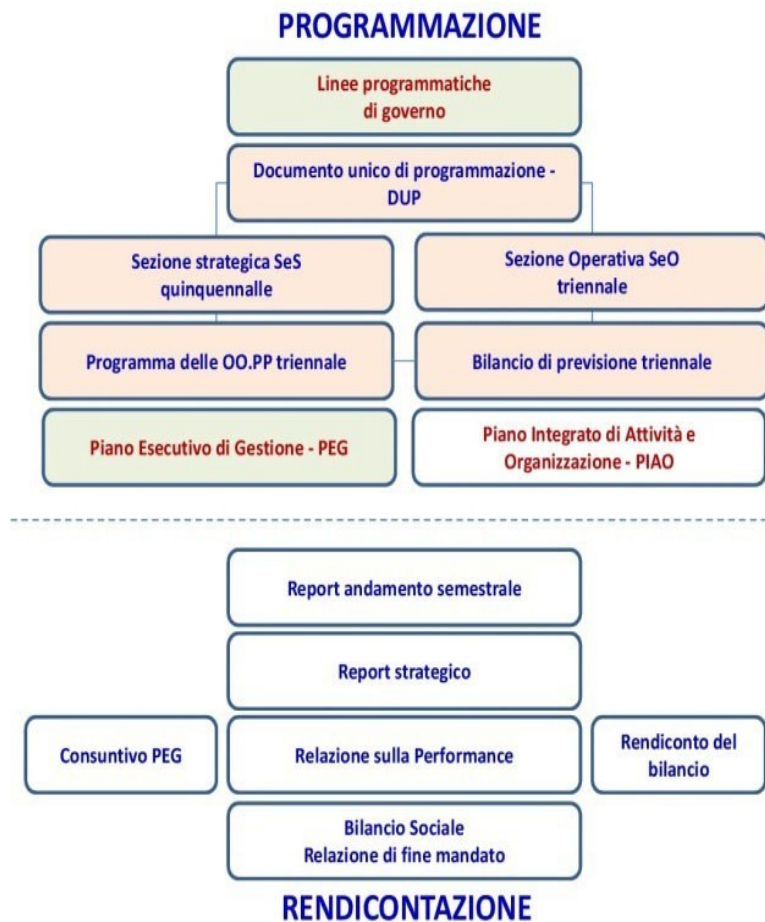 PROGRAMMAZIONE
Linee programmatiche
di governo
Documento unico di programmazione -
DUP
Sezione strategica SeS
quinquennalle
Sezione Operativa SeO
triennale
Programma delle OO.PP triennale
Bilancio di previsione triennale
Piano Esecutivo di Gestione - PEG
Piano Integrato di Attività e
Organizzazione - PIAO
Report andamento semestrale
Report strategico
Consuntivo PEG
Relazione sulla Performance
Rendiconto del
bilancio
Bilancio Sociale
Relazione di fine mandato
RENDICONTAZIONE